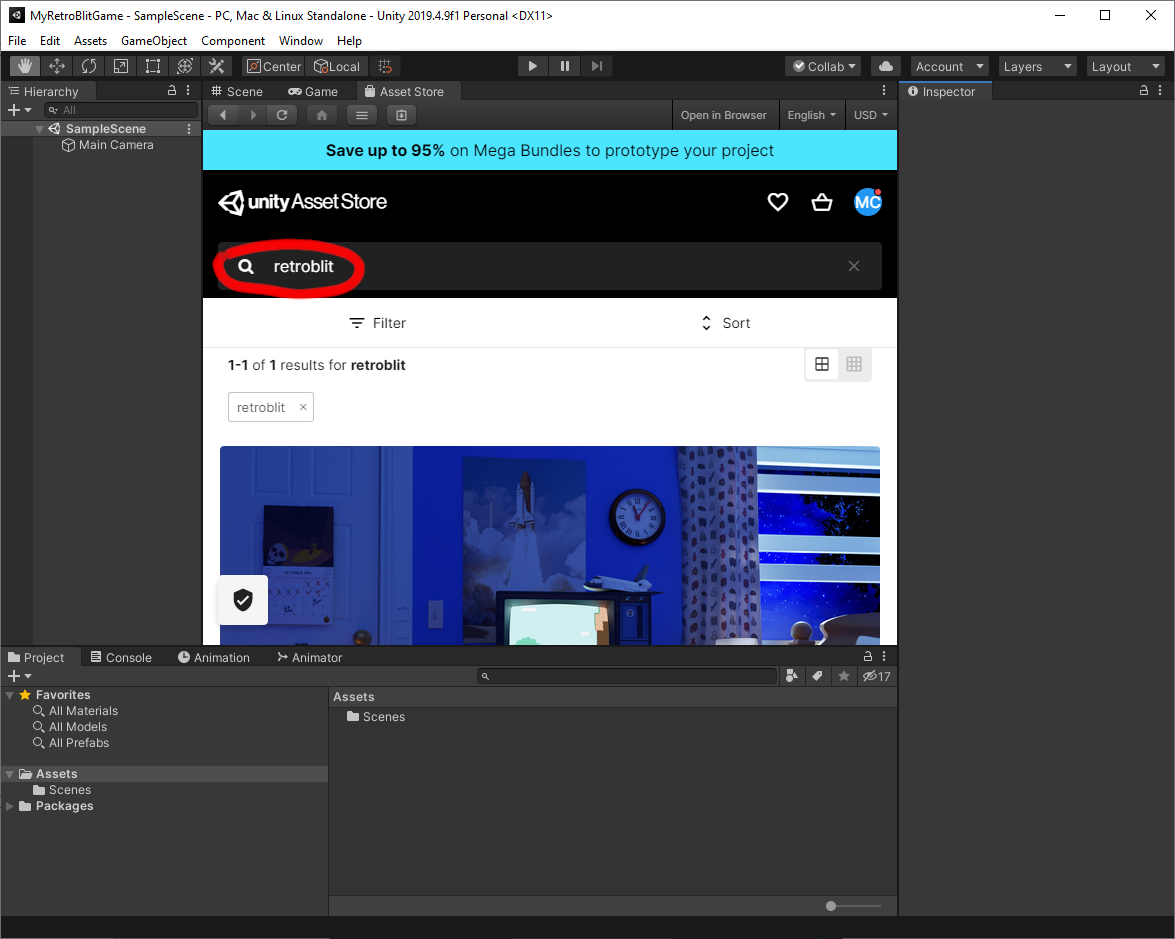 MyRetroBlitGame - SampleScene - PC, Mac & Linux Standalone - Unity 2019.4.9f1 Personal <DX11>
File Edit Assets GameObject Component Window Help
Center Local Collab Account Layers Layout
Hierarchy
All
SampleScene
Main Camera
Scene Game Asset Store
Open in Browser English USD
Save up to 95% on Mega Bundles to prototype your project
unity Asset Store
MC
retroblit
Filter Sort
1-1 of 1 results for retroblit
retroblit ×
Inspector
Project Console Animation Animator
17
Favorites
All Materials
All Models
All Prefabs
Assets
Scenes
Packages
Assets
Scenes